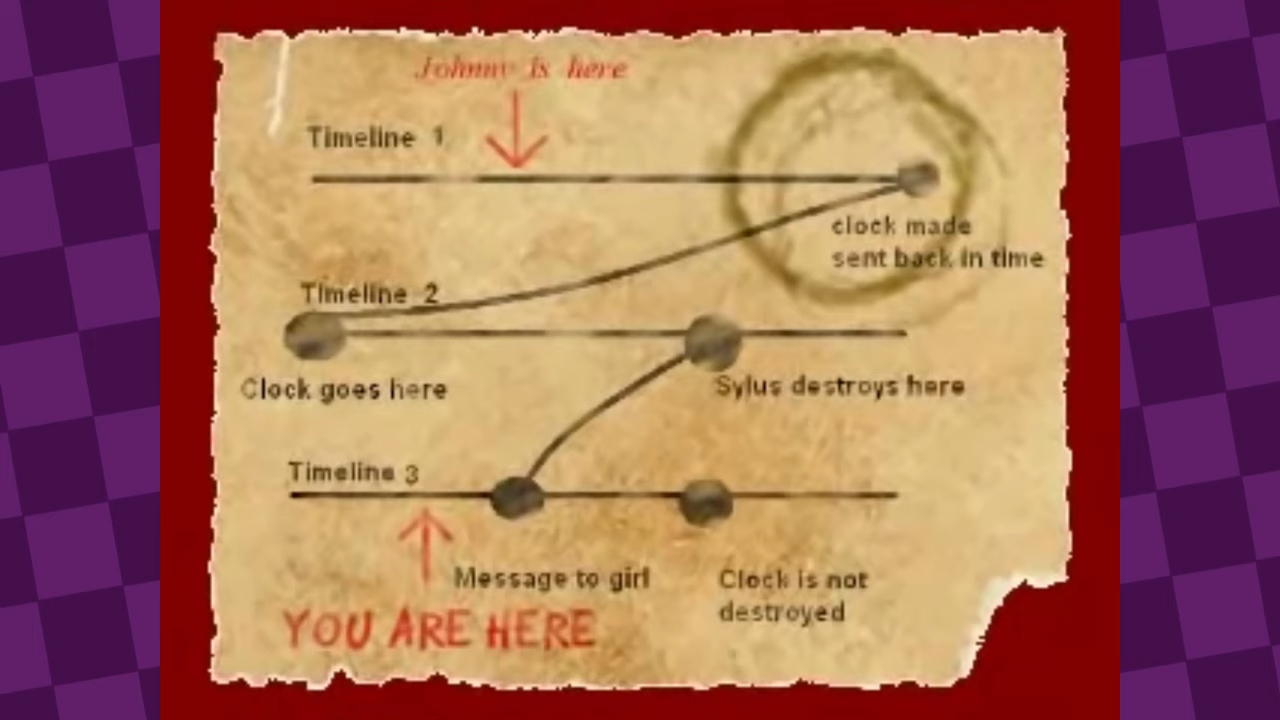 Johnny is here
Timeline 1
clock made
sent back in time
Timeline 2
Clock goes here
Sylus destroys here
Timeline 3
Message to girl
Clock is not
destroyed
YOU ARE HERE